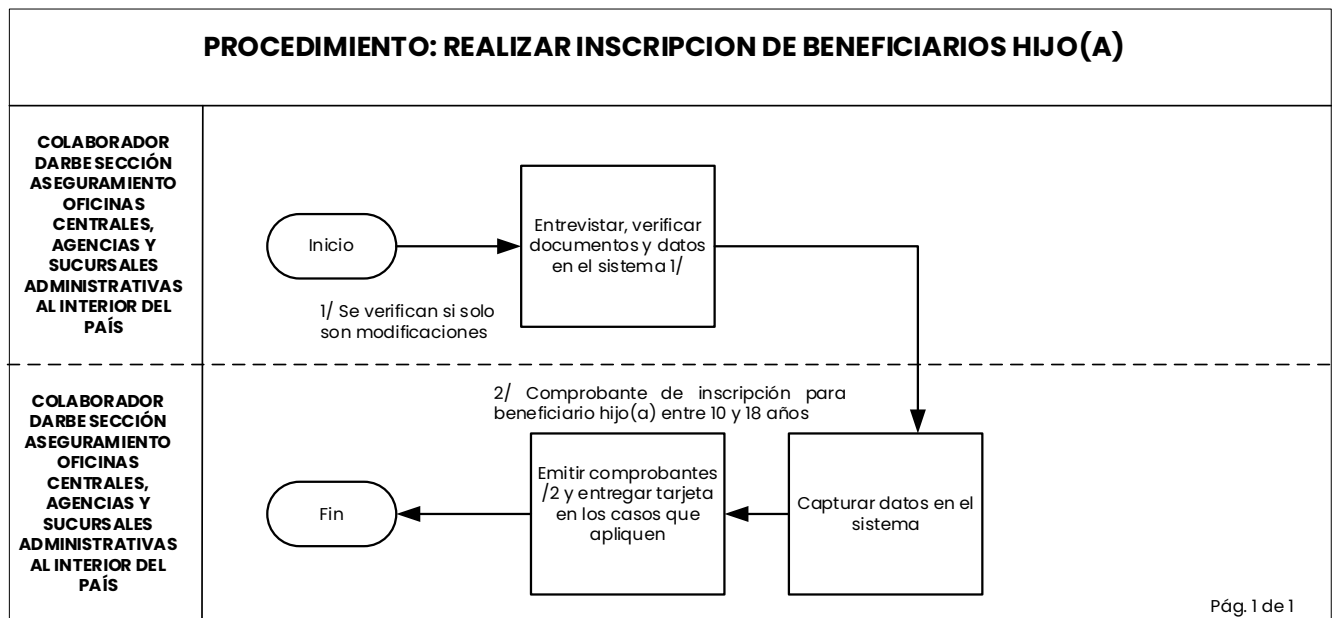 PROCEDIMIENTO: REALIZAR INSCRIPCION DE BENEFICIARIOS HIJO(A)
COLABORADOR
DARBE SECCIÓN
ASEGURAMIENTO
OFICINAS
CENTRALES,
AGENCIAS Y
SUCURSALES
ADMINISTRATIVAS
AL INTERIOR DEL
PAÍS
Inicio
Entrevistar, verificar
documentos y datos
en el sistema 1/
1/ Se verifican si solo
son modificaciones
COLABORADOR
DARBE SECCIÓN
ASEGURAMIENTO
OFICINAS
CENTRALES,
AGENCIAS Y
SUCURSALES
ADMINISTRATIVAS
AL INTERIOR DEL
PAÍS
2/ Comprobante de inscripción para
beneficiario hijo(a) entre 10 y 18 años
Fin
Emitir comprobantes
/2 y entregar tarjeta
en los casos que
apliquen
Capturar datos en el
sistema
Pág. 1 de 1